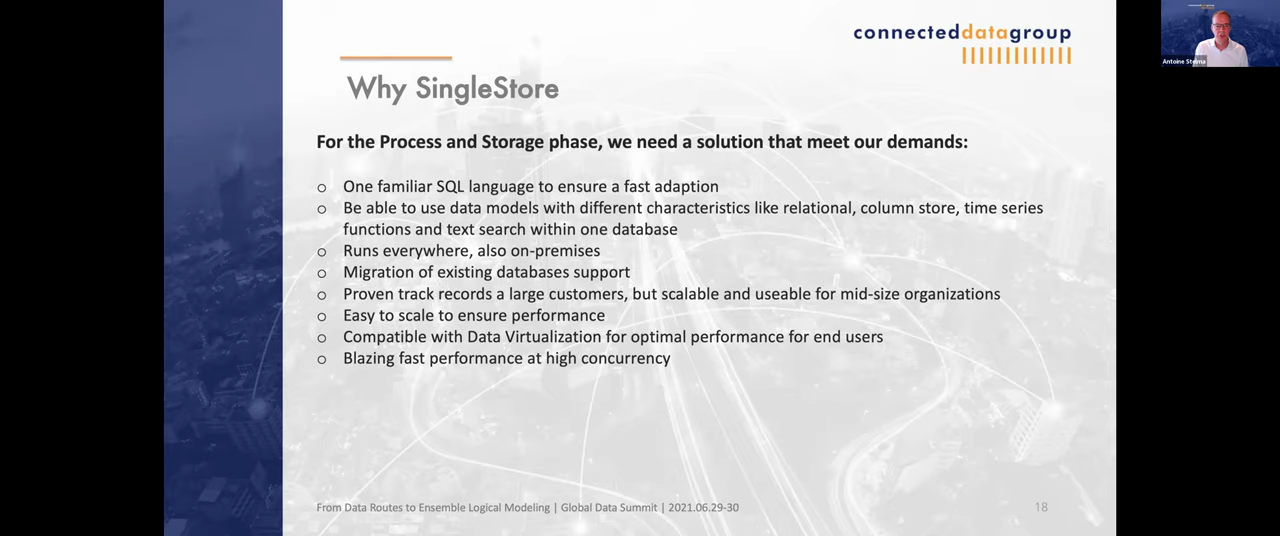 connecteddatagroup
Antoine Stelma
Why SingleStore
For the Process and Storage phase, we need a solution that meet our demands:
o One familiar SQL language to ensure a fast adaption
o Be able to use data models with different characteristics like relational, column store, time series
functions and text search within one database
o Runs everywhere, also on-premises
o Migration of existing databases support
o Proven track records a large customers, but scalable and useable for mid-size organizations
o Easy to scale to ensure performance
o Compatible with Data Virtualization for optimal performance for end users
o Blazing fast performance at high concurrency
From Data Routes to Ensemble Logical Modeling | Global Data Summit | 2021.06.29-30
18